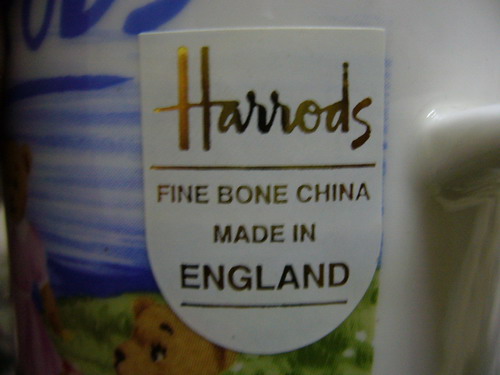 Harrods
FINE BONE CHINA
MADE IN
ENGLAND